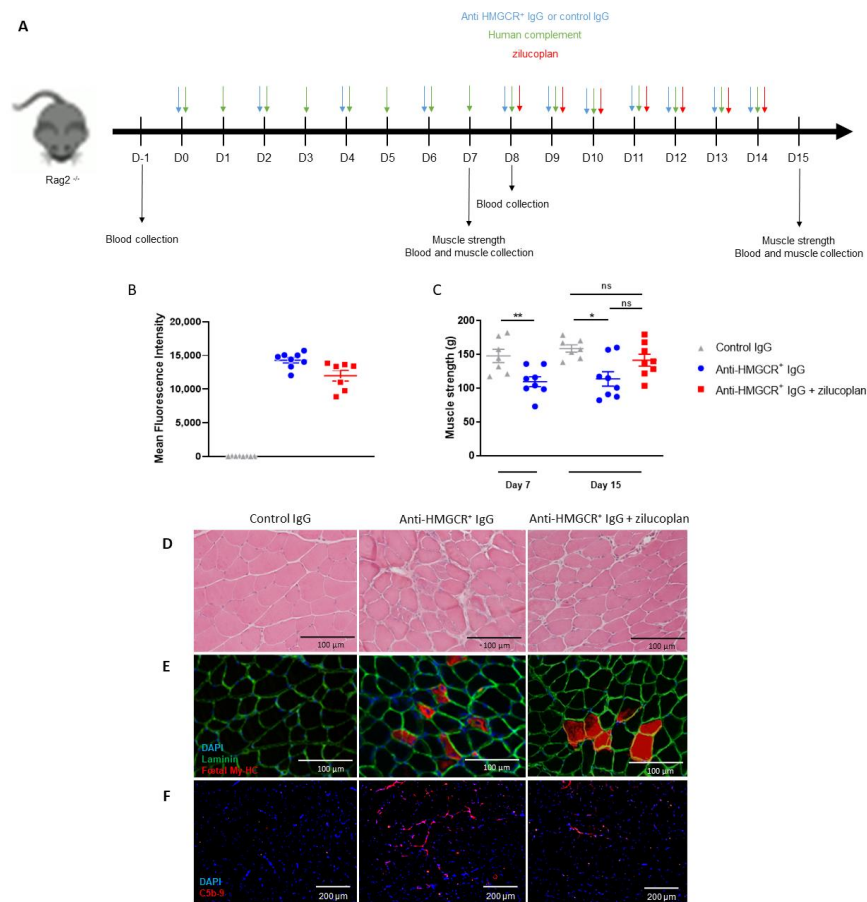 A
Anti HMGCR⁺ IgG or control IgG
Human complement
zilucoplan
Rag2 -/-
D-1 D0 D1 D2 D3 D4 D5 D6 D7 D8 D9 D10 D11 D12 D13 D14 D15
Blood collection
Blood collection
Muscle strength
Blood and muscle collection
Muscle strength
Blood and muscle collection
B
Mean Fluorescence Intensity
20,000
15,000
10,000
5,000
0
C
Muscle strength (g)
200
150
100
50
0
**
*
ns
ns
Day 7 Day 15
Control IgG
Anti-HMGCR⁺ IgG
Anti-HMGCR⁺ IgG + zilucoplan
Control IgG Anti-HMGCR⁺ IgG Anti-HMGCR⁺ IgG + zilucoplan
D
100 µm 100 µm 100 µm
E
DAPI
Laminin
Fœtal My-HC
100 µm 100 µm 100 µm
F
DAPI
C5b-9
200 µm 200 µm 200 µm